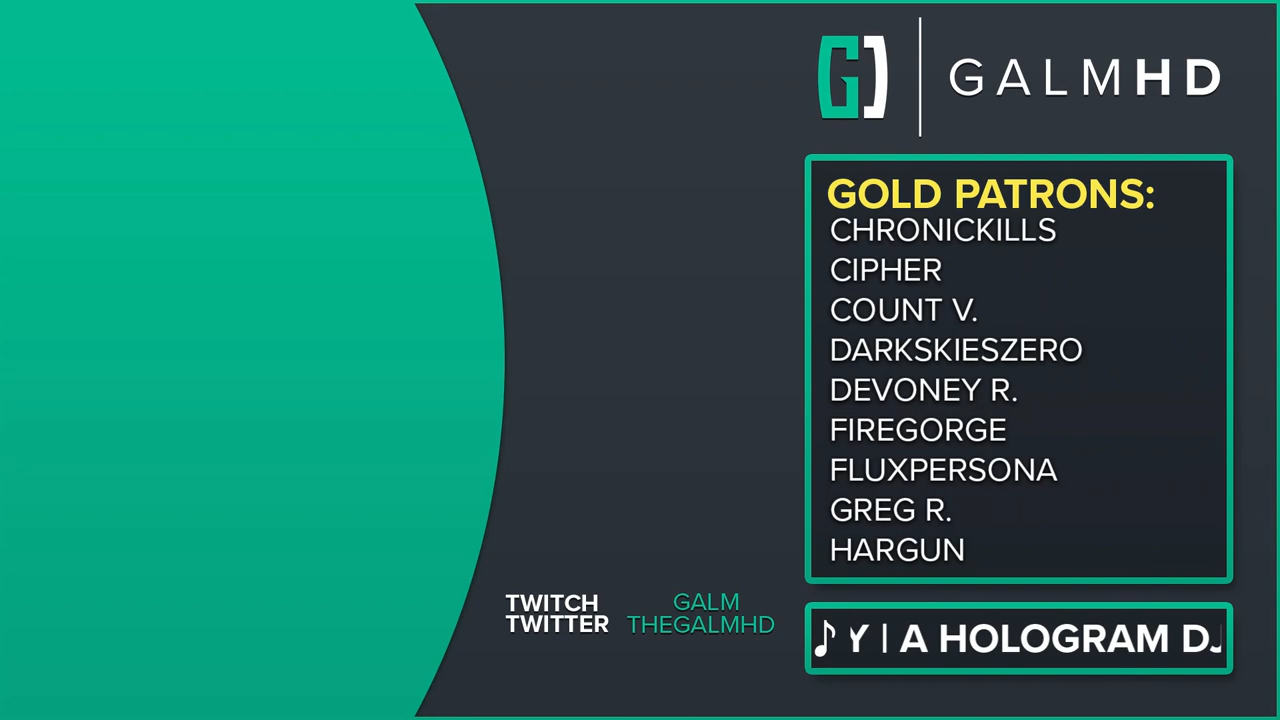 GALMHD
GOLD PATRONS:
CHRONICKILLS
CIPHER
COUNT V.
DARKSKIESZERO
DEVONEY R.
FIREGORGE
FLUXPERSONA
GREG R.
HARGUN
TWITCH GALM
TWITTER THEGALMHD
Y | A HOLOGRAM DJ